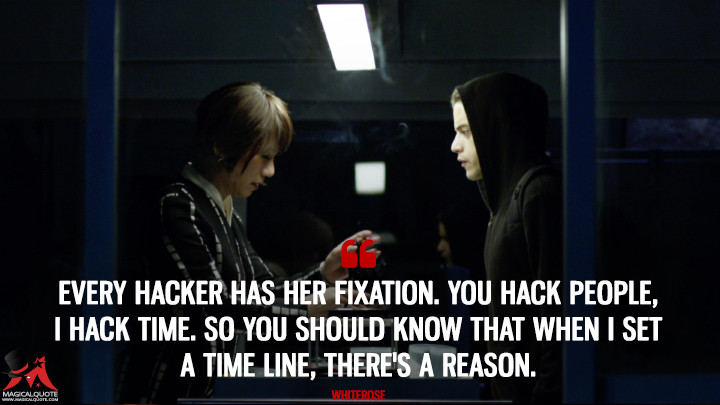 EVERY HACKER HAS HER FIXATION. YOU HACK PEOPLE,
I HACK TIME. SO YOU SHOULD KNOW THAT WHEN I SET
A TIME LINE, THERE'S A REASON.
WHITEROSE
MAGICALQUOTE
WWW.MAGICALQUOTE.COM